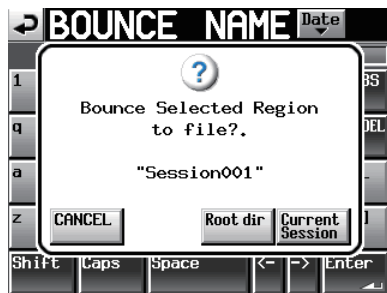 BOUNCE NAME Date
1
BS
Bounce Selected Region
to file?.
q
DEL
a
"Session001"
-
z
CANCEL
Root dir
Current
Session
]
Shift Caps Space <- -> Enter